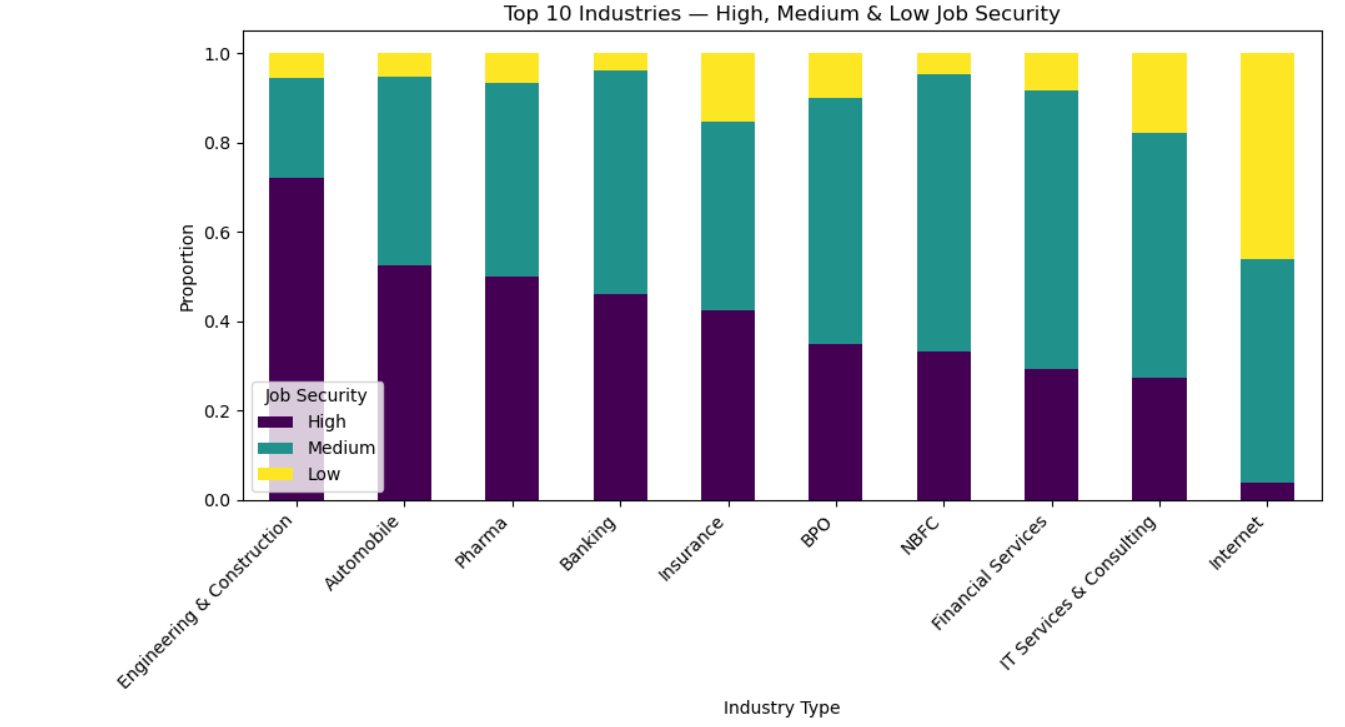 Top 10 Industries — High, Medium & Low Job Security
Proportion
1.0
0.8
0.6
0.4
0.2
0.0
Job Security
High
Medium
Low
Engineering & Construction
Automobile
Pharma
Banking
Insurance
BPO
NBFC
Financial Services
IT Services & Consulting
Internet
Industry Type